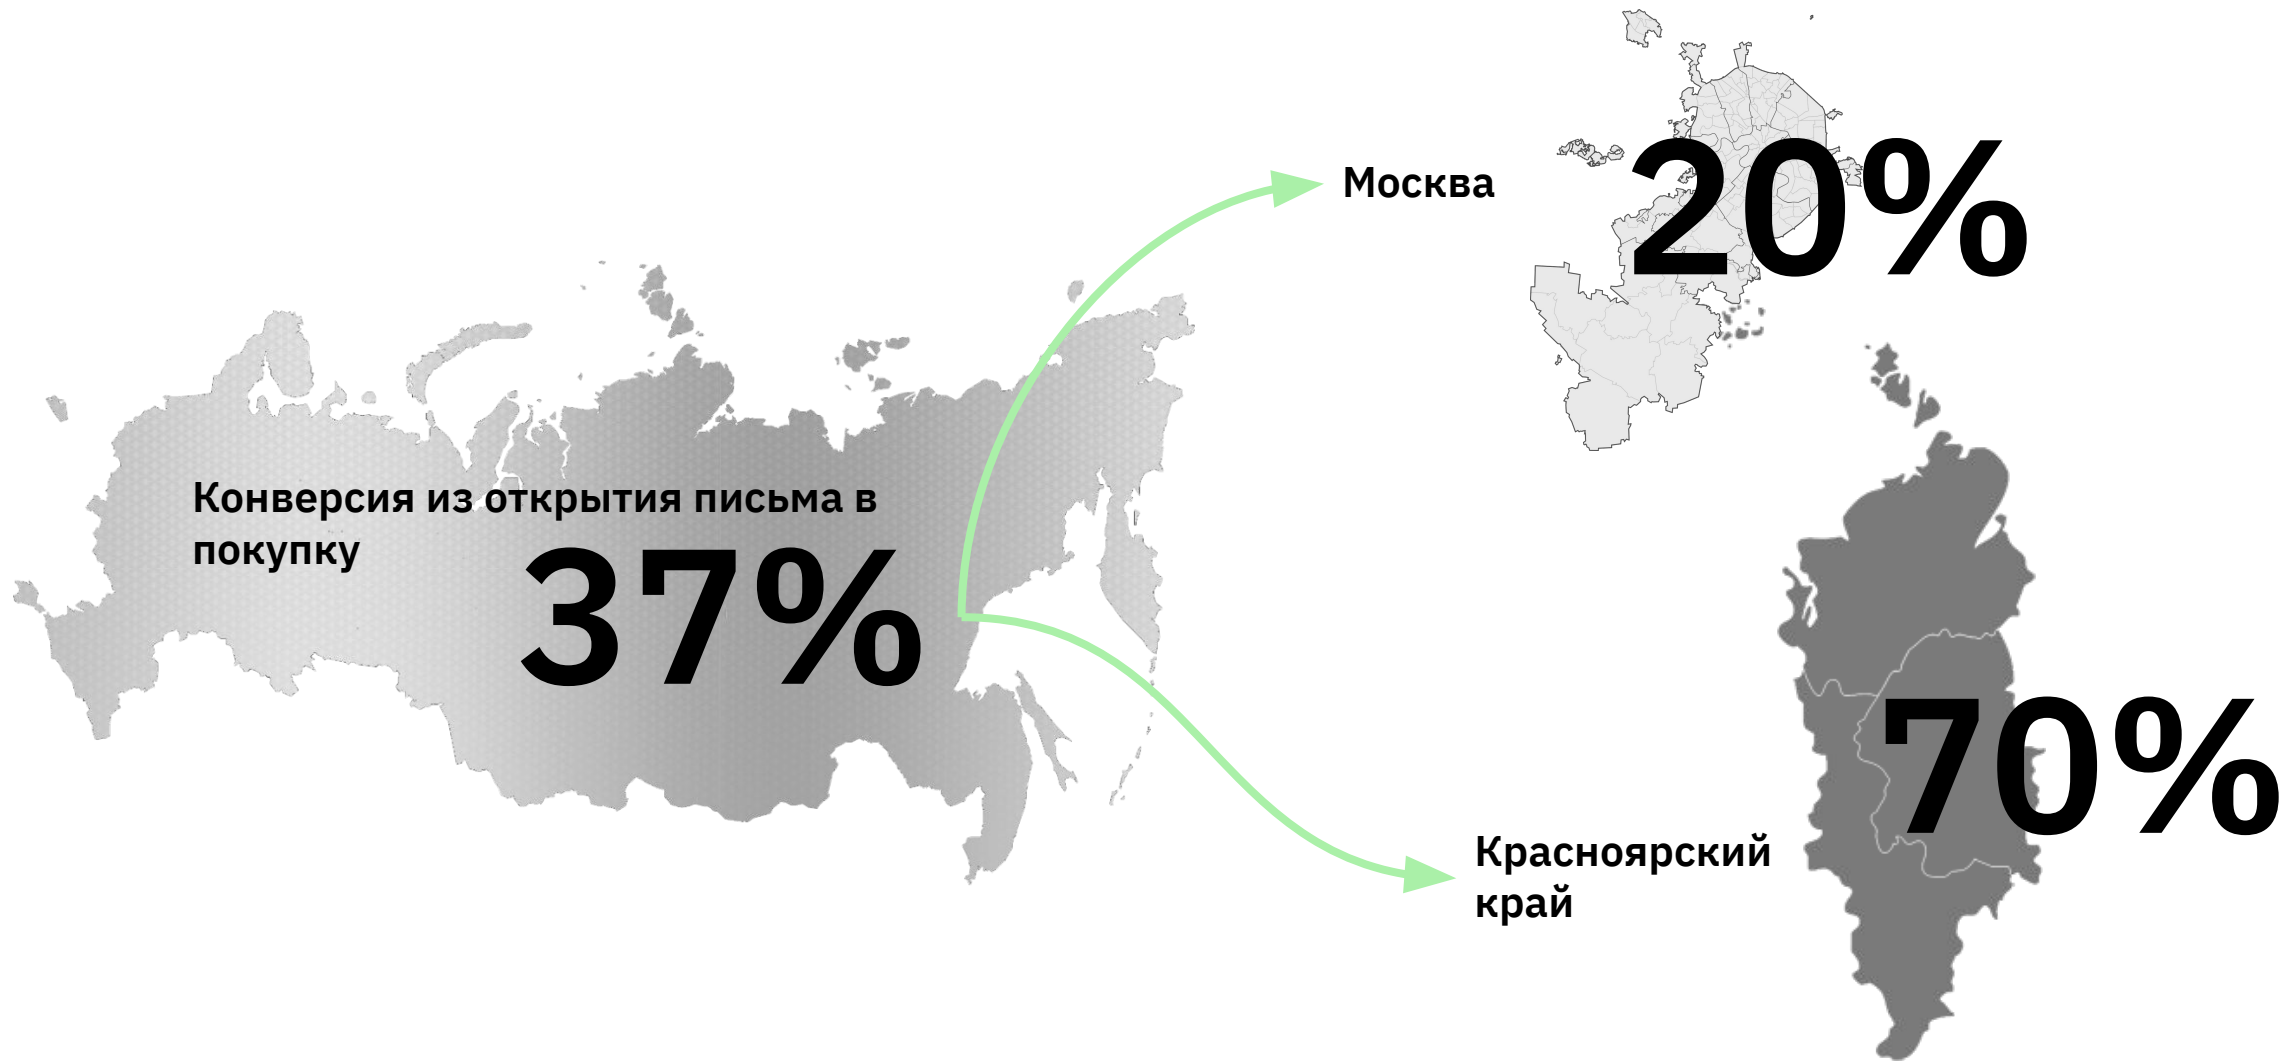 Конверсия из открытия письма в
покупку
37%
Москва
20%
Красноярский
край
70%